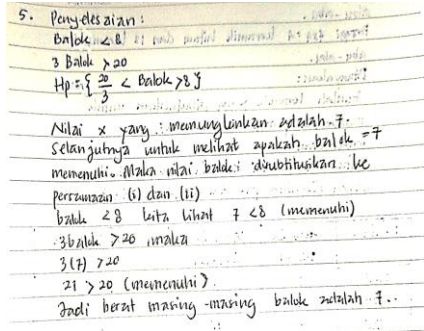 5. Penyelesaian :
Balok < 8
3 Balok > 20
Hp = { 20/3 < Balok > 8 }
Nilai x yang memungkinkan adalah 7.
Selanjutnya untuk melihat apakah balok = 7
memenuhi. Maka nilai balok disubtitusikan ke
persamaan (i) dan (ii)
balok < 8 kita lihat 7 < 8 (memenuhi)
3 balok > 20 maka
3(7) > 20
21 > 20 (memenuhi).
Jadi berat masing-masing balok adalah 7.